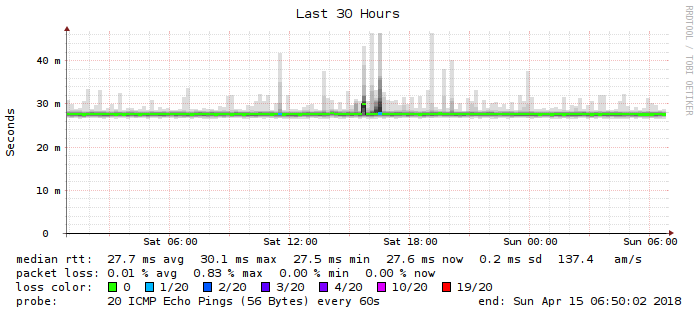 Last 30 Hours
RRDTOOL / TOBI OETIKER
Seconds
40 m
30 m
20 m
10 m
0
Sat 06:00 Sat 12:00 Sat 18:00 Sun 00:00 Sun 06:00
median rtt: 27.7 ms avg 30.1 ms max 27.5 ms min 27.6 ms now 0.2 ms sd 137.4 am/s
packet loss: 0.01 % avg 0.83 % max 0.00 % min 0.00 % now
loss color: 0 1/20 2/20 3/20 4/20 10/20 19/20
probe: 20 ICMP Echo Pings (56 Bytes) every 60s end: Sun Apr 15 06:50:02 2018